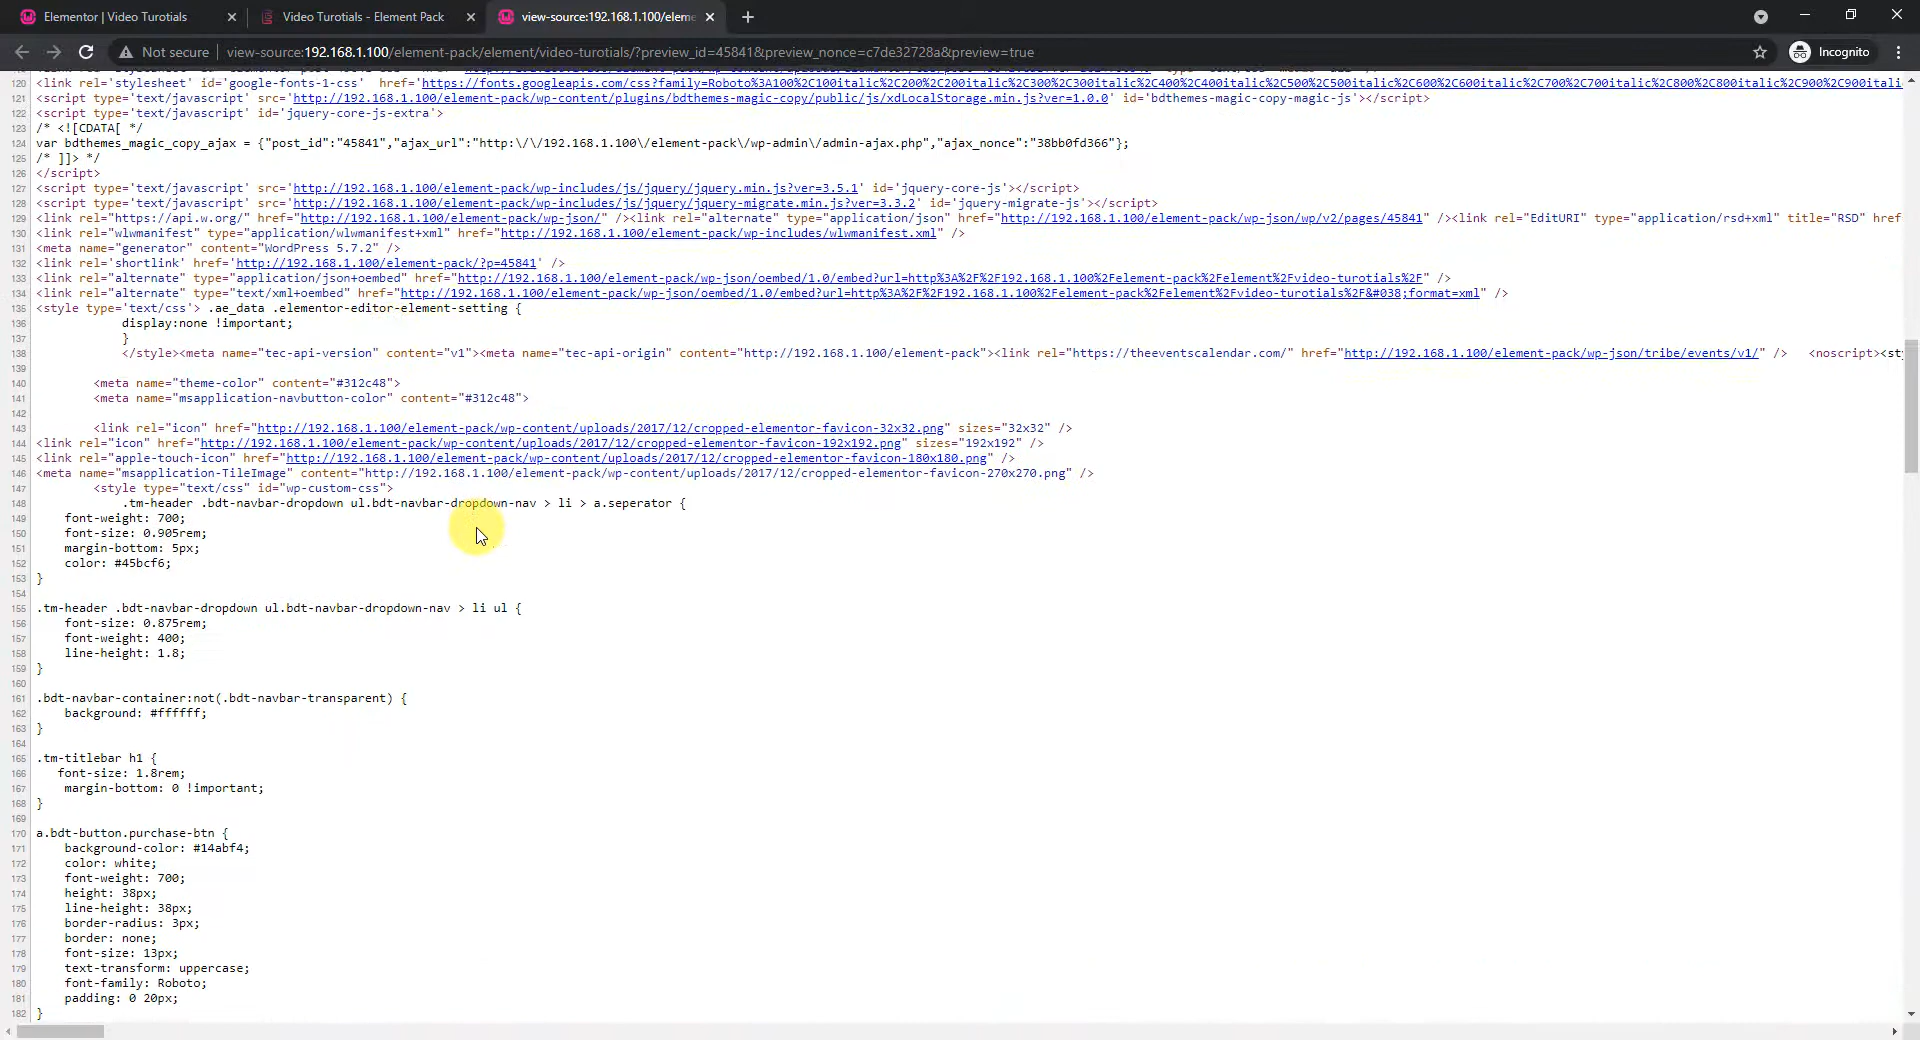 Elementor | Video Turotials
Video Turotials - Element Pack
view-source:192.168.1.100/eleme
Not secure
view-source:192.168.1.100/element-pack/element/video-turotials/?preview_id=45841&preview_nonce=c7de32728a&preview=true
Incognito
120 <link rel='stylesheet' id='google-fonts-1-css'  href='https://fonts.googleapis.com/css?family=Roboto%3A100%2C100italic%2C200%2C200italic%2C300%2C300italic%2C400%2C400italic%2C500%2C500italic%2C600%2C600italic%2C700%2C700italic%2C800%2C800italic%2C900%2C900italic
121 <script type='text/javascript' src='http://192.168.1.100/element-pack/wp-content/plugins/bdthemes-magic-copy/public/js/xdLocalStorage.min.js?ver=1.0.0' id='bdthemes-magic-copy-magic-js'></script>
122 <script type='text/javascript' id='jquery-core-js-extra'>
123 /* <![CDATA[ */
124 var bdthemes_magic_copy_ajax = {"post_id":"45841","ajax_url":"http:\/\/192.168.1.100\/element-pack\/wp-admin\/admin-ajax.php","ajax_nonce":"38bb0fd366"};
125 /* ]]> */
126 </script>
127 <script type='text/javascript' src='http://192.168.1.100/element-pack/wp-includes/js/jquery/jquery.min.js?ver=3.5.1' id='jquery-core-js'></script>
128 <script type='text/javascript' src='http://192.168.1.100/element-pack/wp-includes/js/jquery/jquery-migrate.min.js?ver=3.3.2' id='jquery-migrate-js'></script>
129 <link rel="https://api.w.org/" href="http://192.168.1.100/element-pack/wp-json/" /><link rel="alternate" type="application/json" href="http://192.168.1.100/element-pack/wp-json/wp/v2/pages/45841" /><link rel="EditURI" type="application/rsd+xml" title="RSD" href
130 <link rel="wlwmanifest" type="application/wlwmanifest+xml" href="http://192.168.1.100/element-pack/wp-includes/wlwmanifest.xml" />
131 <meta name="generator" content="WordPress 5.7.2" />
132 <link rel='shortlink' href='http://192.168.1.100/element-pack/?p=45841' />
133 <link rel="alternate" type="application/json+oembed" href="http://192.168.1.100/element-pack/wp-json/oembed/1.0/embed?url=http%3A%2F%2F192.168.1.100%2Felement-pack%2Felement%2Fvideo-turotials%2F" />
134 <link rel="alternate" type="text/xml+oembed" href="http://192.168.1.100/element-pack/wp-json/oembed/1.0/embed?url=http%3A%2F%2F192.168.1.100%2Felement-pack%2Felement%2Fvideo-turotials%2F&#038;format=xml" />
135 <style type='text/css'> .ae_data .elementor-editor-element-setting {
136 display:none !important;
137 }
138 </style><meta name="tec-api-version" content="v1"><meta name="tec-api-origin" content="http://192.168.1.100/element-pack"><link rel="https://theeventscalendar.com/" href="http://192.168.1.100/element-pack/wp-json/tribe/events/v1/" />   <noscript><sty
139
140 <meta name="theme-color" content="#312c48">
141 <meta name="msapplication-navbutton-color" content="#312c48">
142
143 <link rel="icon" href="http://192.168.1.100/element-pack/wp-content/uploads/2017/12/cropped-elementor-favicon-32x32.png" sizes="32x32" />
144 <link rel="icon" href="http://192.168.1.100/element-pack/wp-content/uploads/2017/12/cropped-elementor-favicon-192x192.png" sizes="192x192" />
145 <link rel="apple-touch-icon" href="http://192.168.1.100/element-pack/wp-content/uploads/2017/12/cropped-elementor-favicon-180x180.png" />
146 <meta name="msapplication-TileImage" content="http://192.168.1.100/element-pack/wp-content/uploads/2017/12/cropped-elementor-favicon-270x270.png" />
147 <style type="text/css" id="wp-custom-css">
148 .tm-header .bdt-navbar-dropdown ul.bdt-navbar-dropdown-nav > li > a.seperator {
149 font-weight: 700;
150 font-size: 0.905rem;
151 margin-bottom: 5px;
152 color: #45bcf6;
153 }
154
155 .tm-header .bdt-navbar-dropdown ul.bdt-navbar-dropdown-nav > li ul {
156 font-size: 0.875rem;
157 font-weight: 400;
158 line-height: 1.8;
159 }
160
161 .bdt-navbar-container:not(.bdt-navbar-transparent) {
162 background: #ffffff;
163 }
164
165 .tm-titlebar h1 {
166 font-size: 1.8rem;
167 margin-bottom: 0 !important;
168 }
169
170 a.bdt-button.purchase-btn {
171 background-color: #14abf4;
172 color: white;
173 font-weight: 700;
174 height: 38px;
175 line-height: 38px;
176 border-radius: 3px;
177 border: none;
178 font-size: 13px;
179 text-transform: uppercase;
180 font-family: Roboto;
181 padding: 0 20px;
182 }